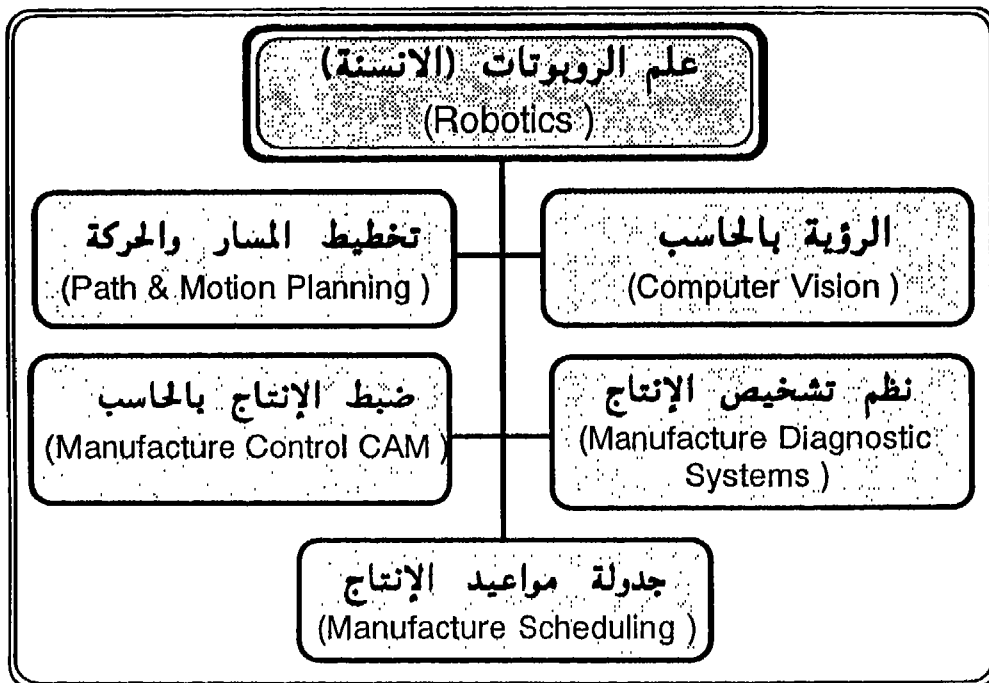 علم الروبوتات (الانسنة)
(Robotics )
الرؤية بالحاسب
(Computer Vision )
تخطيط المسار والحركة
(Path & Motion Planning )
نظم تشخيص الإنتاج
(Manufacture Diagnostic
Systems )
ضبط الإنتاج بالحاسب
(Manufacture Control CAM )
جدولة مواعيد الإنتاج
(Manufacture Scheduling )